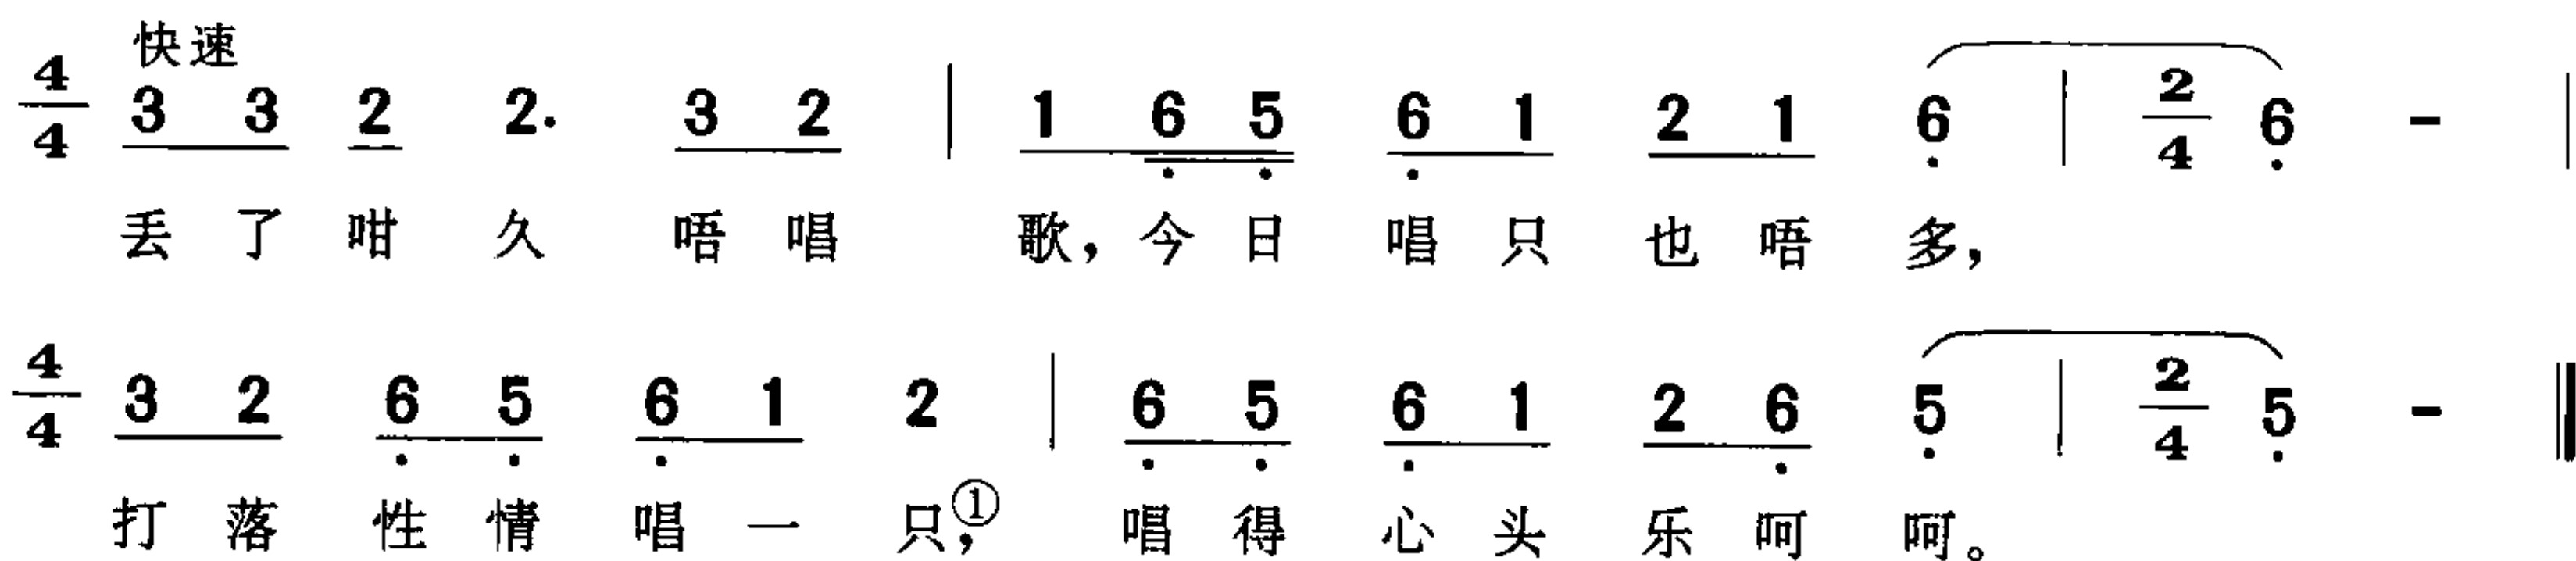 快速
4/4 3 3 2 2. 3 2 | 1 6 5 6 1 2 1 6 | 2/4 6 - |
丢 了 咁 久 唔 唱 歌，今 日 唱 只 也 唔 多，
4/4 3 2 6 5 6 1 2 | 6 5 6 1 2 6 5 | 2/4 5 - ‖
打 落 性 情 唱 一 只①， 唱 得 心 头 乐 呵 呵。